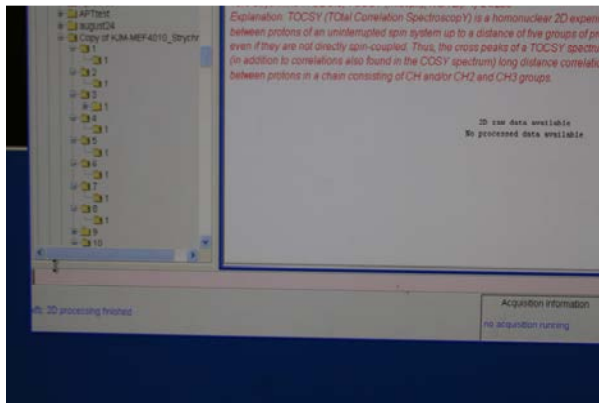 APTtest
august24
Copy of HJM-MEF4010_Strychr
1
1
2
1
3
1
4
1
5
1
6
1
7
1
8
1
9
10
Explanation: TOCSY (TOtal Correlation SpectroscopY) is a homonuclear 2D experim
between protons of an uninterrupted spin system up to a distance of five groups of pr
even if they are not directly spin-coupled. Thus, the cross peaks of a TOCSY spectru
(in addition to correlations also found in the COSY spectrum) long distance correlatio
between protons in a chain consisting of CH and/or CH2 and CH3 groups.
2D raw data available
No processed data available
xfb: 2D processing finished
Acquisition information
no acquisition running